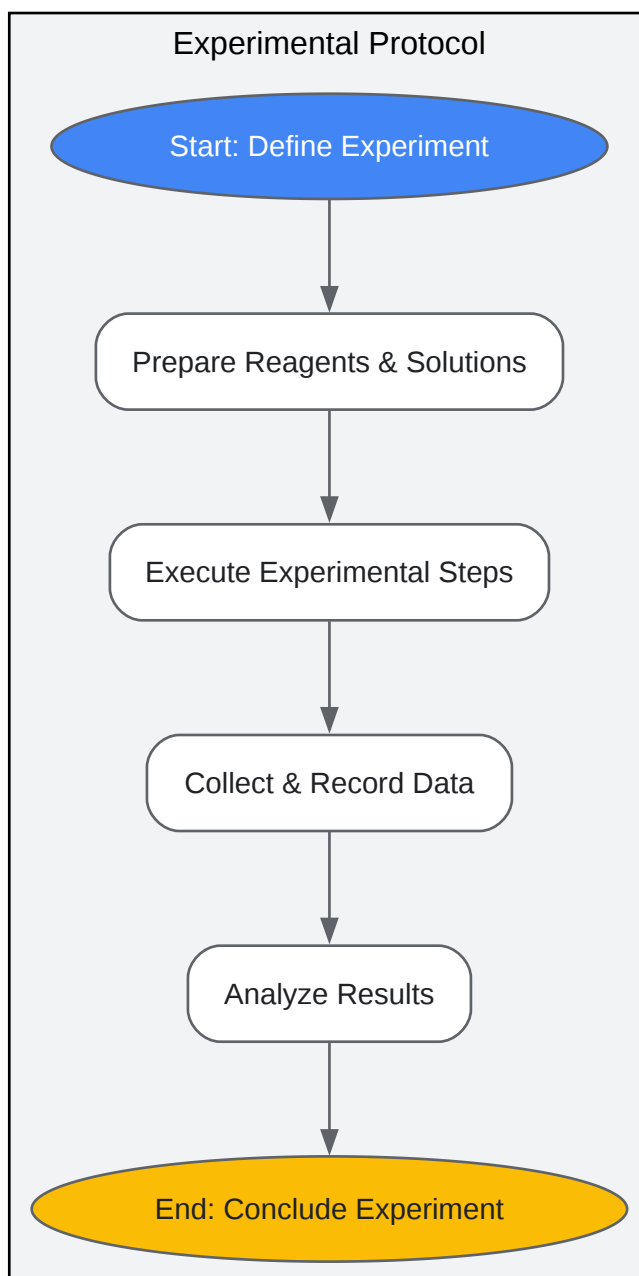 Experimental Protocol
Start: Define Experiment
Prepare Reagents & Solutions
Execute Experimental Steps
Collect & Record Data
Analyze Results
End: Conclude Experiment